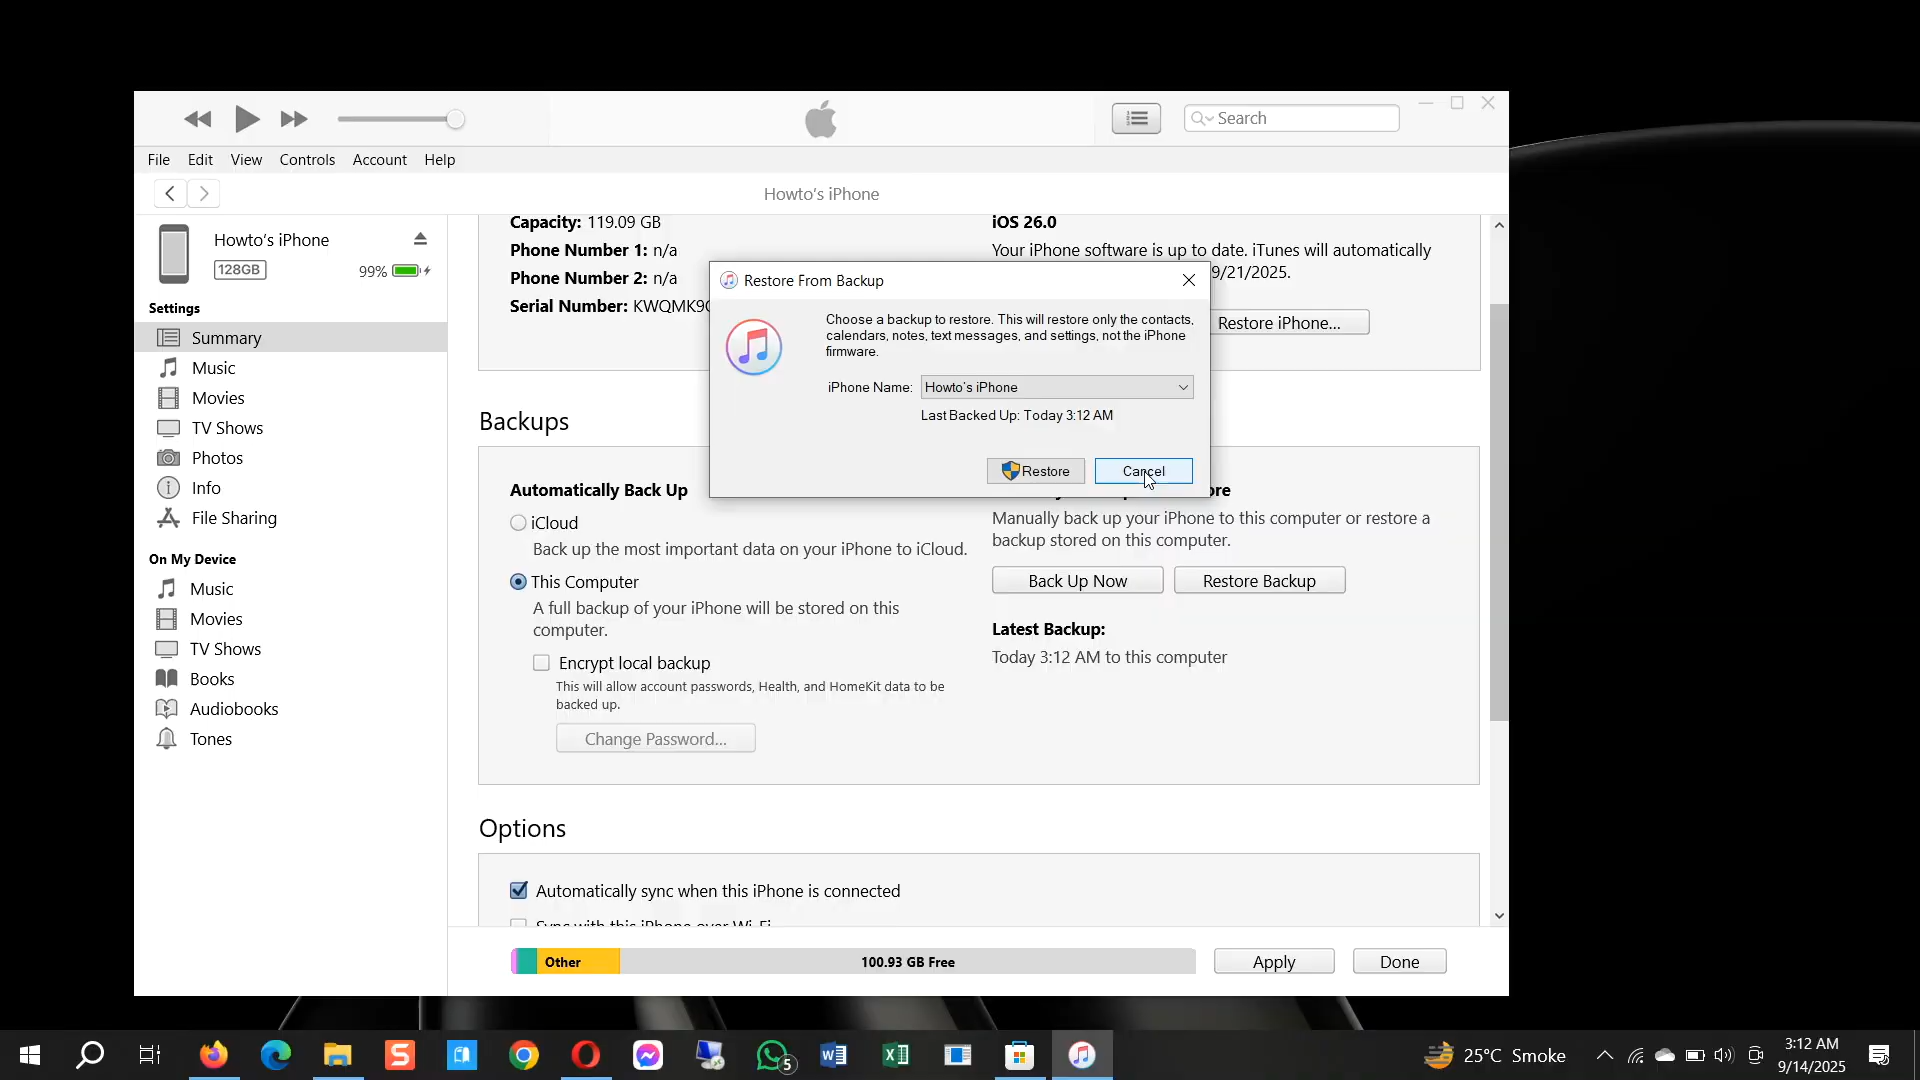 Search
File Edit View Controls Account Help
Howto's iPhone
Howto's iPhone
128GB
99%
Settings
Summary
Music
Movies
TV Shows
Photos
Info
File Sharing
On My Device
Music
Movies
TV Shows
Books
Audiobooks
Tones
Capacity: 119.09 GB
Phone Number 1: n/a
Phone Number 2: n/a
Serial Number: KWQMK9
iOS 26.0
Your iPhone software is up to date. iTunes will automatically
9/21/2025.
Restore iPhone...
Restore From Backup
Choose a backup to restore. This will restore only the contacts,
calendars, notes, text messages, and settings, not the iPhone
firmware.
iPhone Name: Howto's iPhone
Last Backed Up: Today 3:12 AM
Restore Cancel
Backups
Automatically Back Up
iCloud
Back up the most important data on your iPhone to iCloud.
This Computer
A full backup of your iPhone will be stored on this
computer.
Encrypt local backup
This will allow account passwords, Health, and HomeKit data to be
backed up.
Change Password...
Manually back up your iPhone to this computer or restore a
backup stored on this computer.
Back Up Now Restore Backup
Latest Backup:
Today 3:12 AM to this computer
Options
Automatically sync when this iPhone is connected
Sync with this iPhone over Wi-Fi
Other
100.93 GB Free
Apply Done
5
25°C Smoke
3:12 AM
9/14/2025